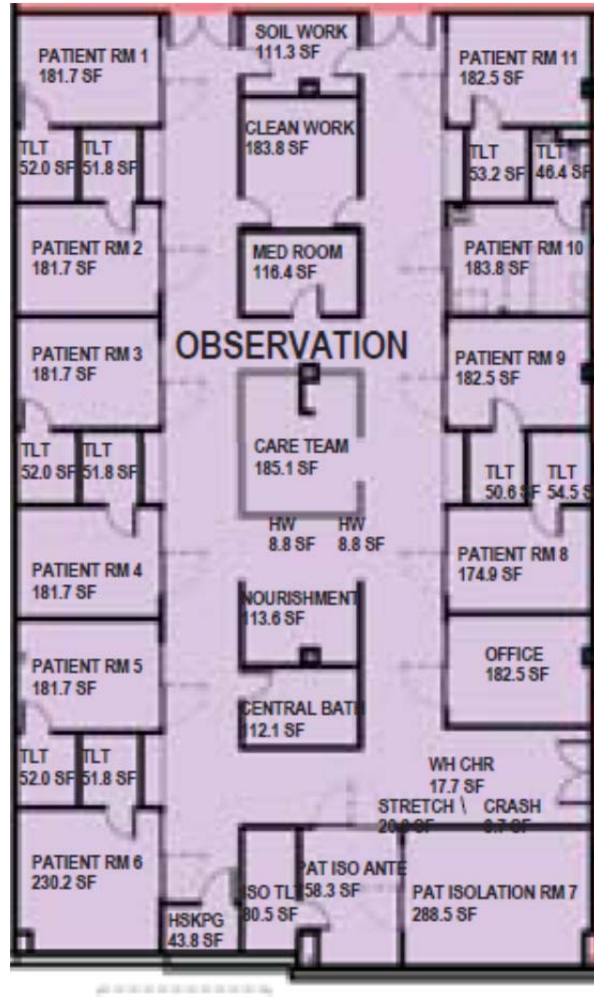 SOIL WORK
111.3 SF
PATIENT RM 1
181.7 SF
PATIENT RM 11
182.5 SF
CLEAN WORK
183.8 SF
TLT
52.0 SF
TLT
51.8 SF
TLT
53.2 SF
TLT
46.4 SF
PATIENT RM 2
181.7 SF
MED ROOM
116.4 SF
PATIENT RM 10
183.8 SF
OBSERVATION
PATIENT RM 3
181.7 SF
PATIENT RM 9
182.5 SF
CARE TEAM
185.1 SF
TLT
52.0 SF
TLT
51.8 SF
TLT
50.6 SF
TLT
54.5 S
HW
8.8 SF
HW
8.8 SF
PATIENT RM 4
181.7 SF
PATIENT RM 8
174.9 SF
NOURISHMENT
113.6 SF
PATIENT RM 5
181.7 SF
OFFICE
182.5 SF
CENTRAL BATH
112.1 SF
TLT
52.0 SF
TLT
51.8 SF
WH CHR
17.7 SF
STRETCH \ CRASH
PATIENT RM 6
230.2 SF
PAT ISO ANTE
58.3 SF
ISO TLT
80.5 SF
PAT ISOLATION RM 7
288.5 SF
HSKPG
43.8 SF